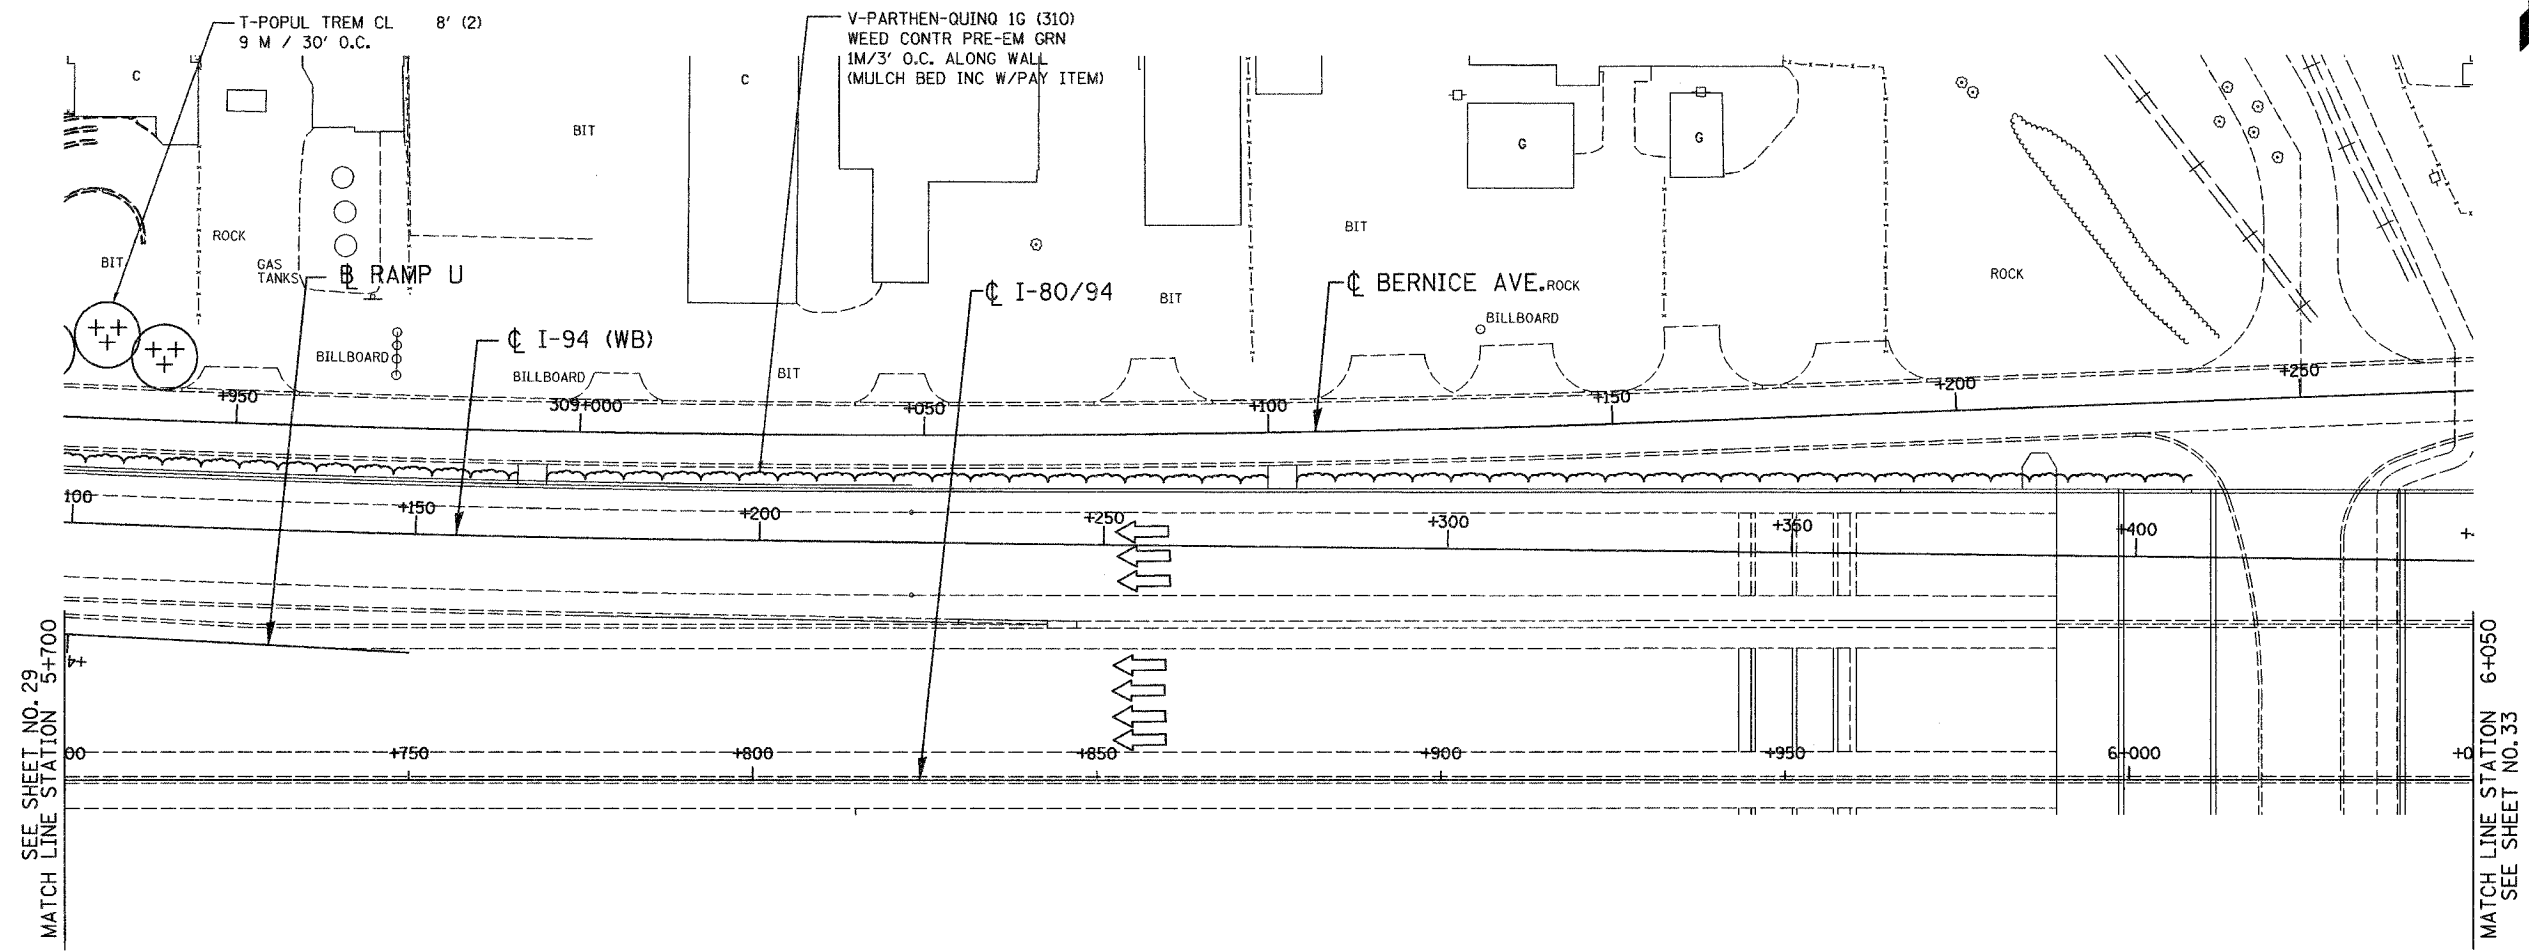 T-POPUL TREM CL 8' (2)
9 M / 30' O.C.
V-PARTHEN-QUINQ 1G (310)
WEED CONTR PRE-EM GRN
1M/3' O.C. ALONG WALL
(MULCH BED INC W/PAY ITEM)
C
C
BIT
G
G
ROCK
BIT
BIT
GAS
TANKS
℄ RAMP U
ROCK
BIT
℄ I-80/94
℄ BERNICE AVE.
ROCK
BILLBOARD
℄ I-94 (WB)
BILLBOARD
BILLBOARD
BIT
+950
309+000
+050
+100
+150
+200
+250
100
+150
+200
+250
+300
+350
+400
+
+4
00
+750
+800
+850
+900
+950
6+000
+0
SEE SHEET NO. 29
MATCH LINE STATION 5+700
MATCH LINE STATION 6+050
SEE SHEET NO. 33